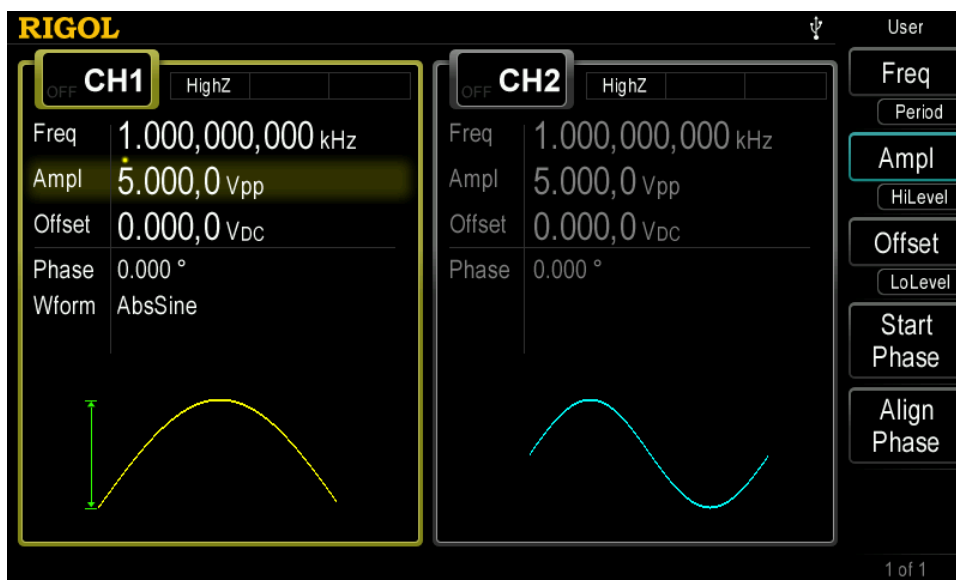 RIGOL
User
OFF CH1 HighZ
Freq 1.000,000,000 kHz
Ampl 5.000,0 Vpp
Offset 0.000,0 VDC
Phase 0.000 °
Wform AbsSine
OFF CH2 HighZ
Freq 1.000,000,000 kHz
Ampl 5.000,0 Vpp
Offset 0.000,0 VDC
Phase 0.000 °
Freq
Period
Ampl
HiLevel
Offset
LoLevel
Start
Phase
Align
Phase
1 of 1